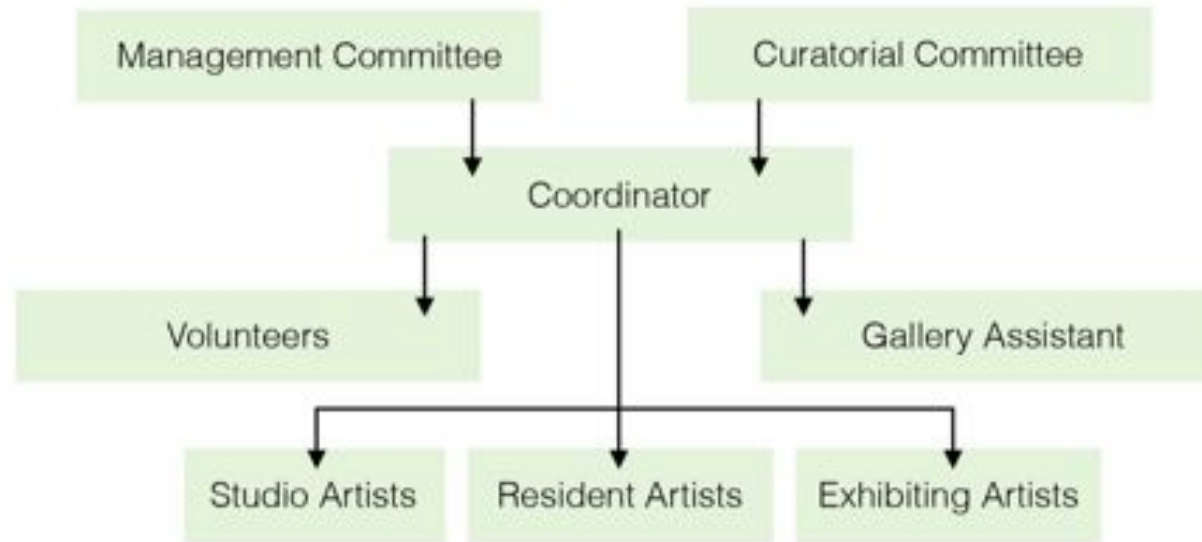 Management Committee
Curatorial Committee
Coordinator
Volunteers
Gallery Assistant
Studio Artists
Resident Artists
Exhibiting Artists